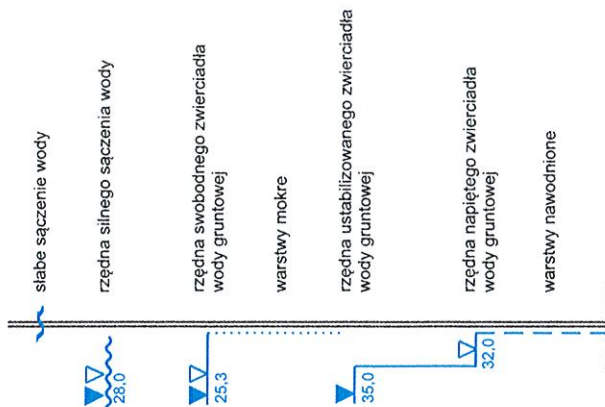 słabe sączenie wody
28,0
rzędna silnego sączenia wody
25,3
rzędna swobodnego zwierciadła
wody gruntowej
warstwy mokre
35,0
rzędna ustabilizowanego zwierciadła
wody gruntowej
32,0
rzędna napiętego zwierciadła
wody gruntowej
warstwy nawodnione